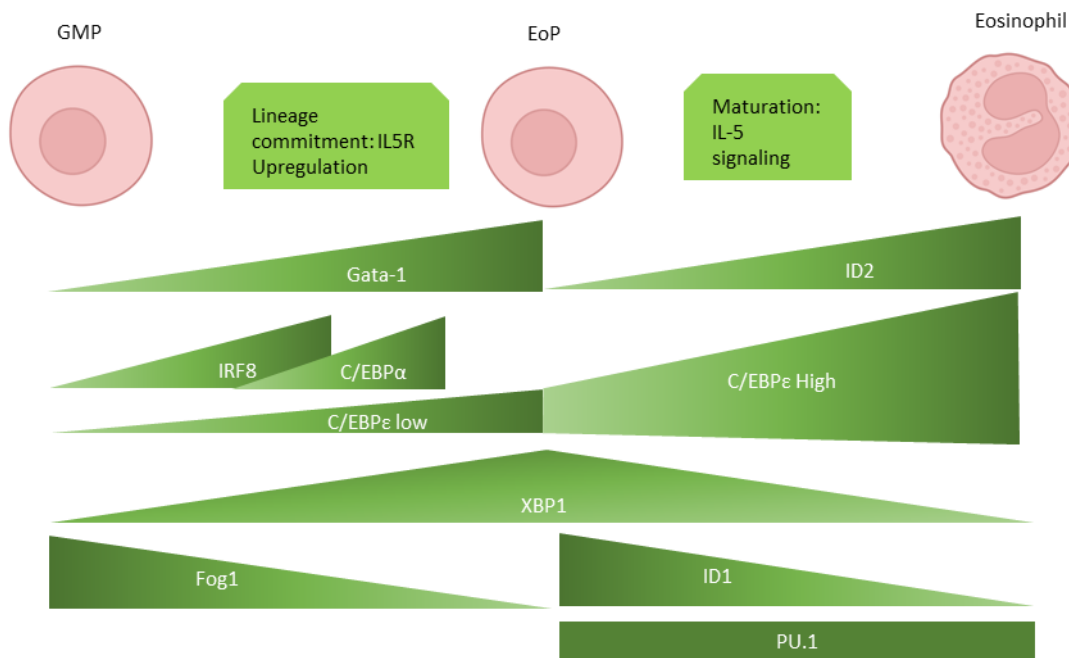 GMP
EoP
Eosinophil
Lineage
commitment: IL5R
Upregulation
Maturation:
IL-5
signaling
Gata-1
ID2
IRF8
C/EBPα
C/EBPε High
C/EBPε low
XBP1
Fog1
ID1
PU.1